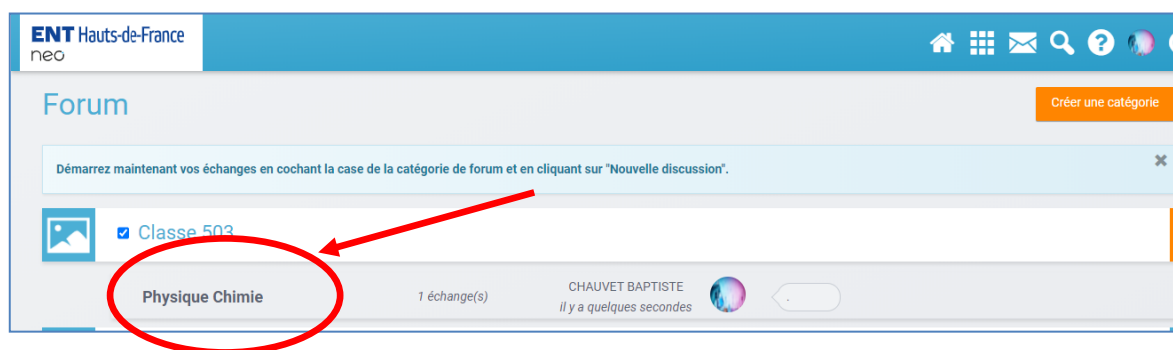 ENT Hauts-de-France
neo
Forum
Créer une catégorie
Démarrez maintenant vos échanges en cochant la case de la catégorie de forum et en cliquant sur "Nouvelle discussion".
Classe 503
Physique Chimie
1 échange(s)
CHAUVET BAPTISTE
il y a quelques secondes
.